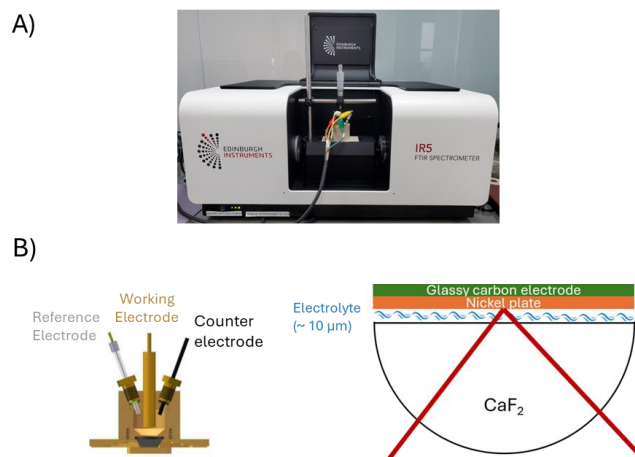 A)
EDINBURGH
INSTRUMENTS
EDINBURGH
INSTRUMENTS
IR5
FTIR SPECTROMETER
B)
Reference
Electrode
Working
Electrode
Counter
electrode
Electrolyte
(~ 10 µm)
Glassy carbon electrode
Nickel plate
CaF₂